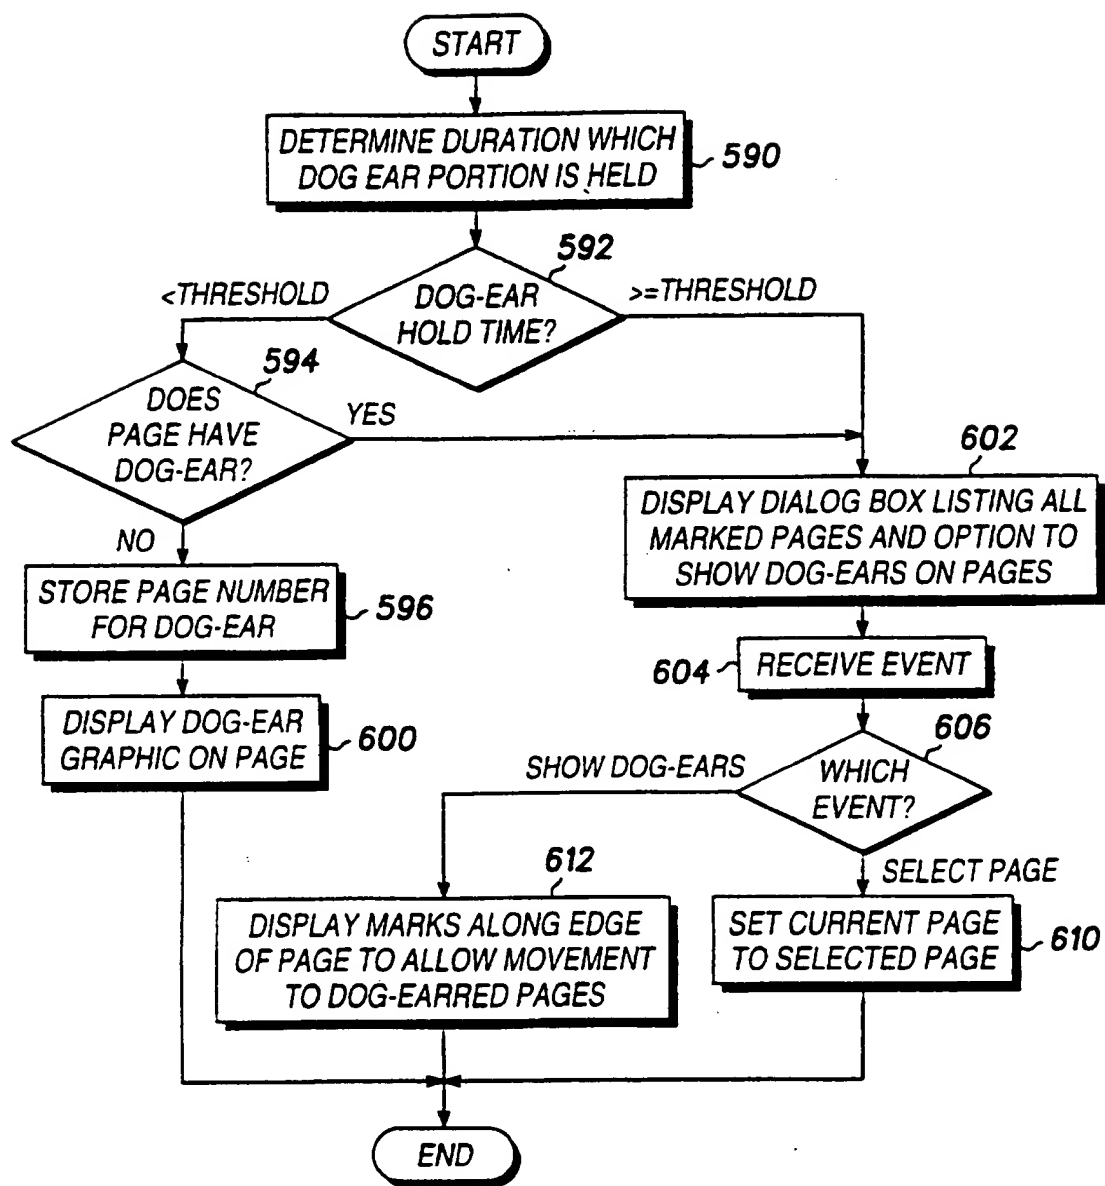 START
DETERMINE DURATION WHICH
DOG EAR PORTION IS HELD
590
592
<THRESHOLD
DOG-EAR
HOLD TIME?
>=THRESHOLD
594
DOES
PAGE HAVE
DOG-EAR?
YES
NO
STORE PAGE NUMBER
FOR DOG-EAR
596
DISPLAY DOG-EAR
GRAPHIC ON PAGE
600
602
DISPLAY DIALOG BOX LISTING ALL
MARKED PAGES AND OPTION TO
SHOW DOG-EARS ON PAGES
604
RECEIVE EVENT
606
SHOW DOG-EARS
WHICH
EVENT?
SELECT PAGE
612
DISPLAY MARKS ALONG EDGE
OF PAGE TO ALLOW MOVEMENT
TO DOG-EARRED PAGES
SET CURRENT PAGE
TO SELECTED PAGE
610
END